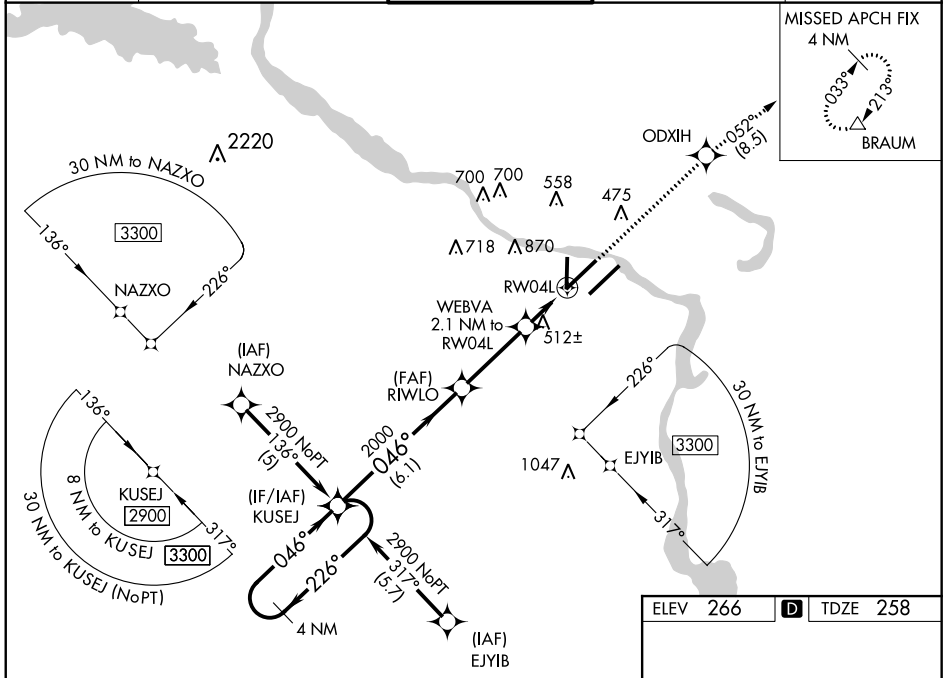 MISSED APCH FIX
4 NM
033°
213°
BRAUM
ODXIH
052°
(8.5)
2220
30 NM to NAZXO
3300
136°
226°
NAZXO
700
700
558
475
718
870
RW04L
WEBVA
2.1 NM to
RW04L
512±
(FAF)
RIWLO
(IAF)
NAZXO
2900 NoPT
136°
(5)
2000
046°
(6.1)
226°
30 NM to EJYIB
3300
EJYIB
317°
1047
136°
KUSEJ
2900
8 NM to KUSEJ
3300
317°
30 NM to KUSEJ (NoPT)
(IF/IAF)
KUSEJ
046°
226°
4 NM
2900 NoPT
317°
(5.7)
(IAF)
EJYIB
ELEV 266 D TDZE 258